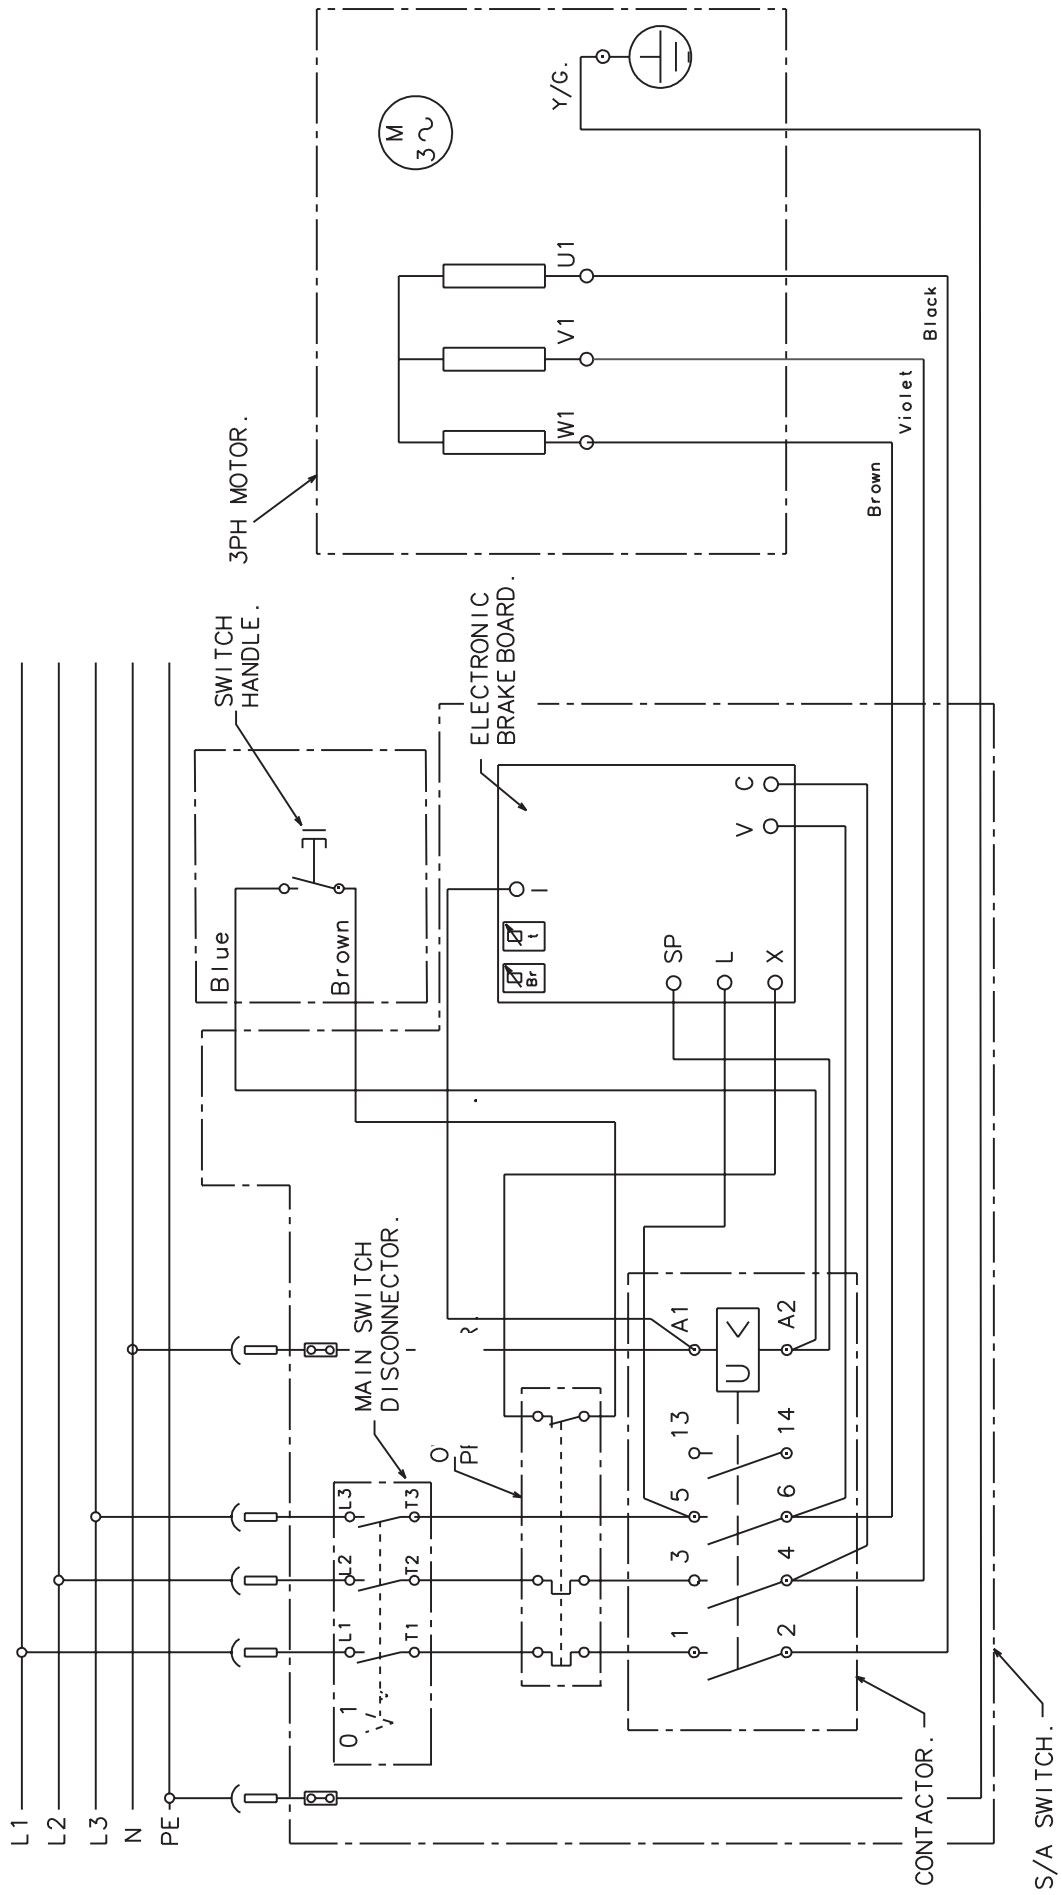 L1
L2
L3
N
PE
SWITCH
HANDLE.
3PH MOTOR.
M
3~
Y/G.
U1
V1
W1
Black
Violet
Brown
Blue
Brown
ELECTRONIC
BRAKE BOARD.
I
C
V
t
Br
SP
L
X
MAIN SWITCH
DISCONNECTOR.
L3
L2
L1
T3
T2
T1
0 1
A1
A2
U<
13
14
5
6
3
4
1
2
CONTACTOR.
S/A SWITCH.